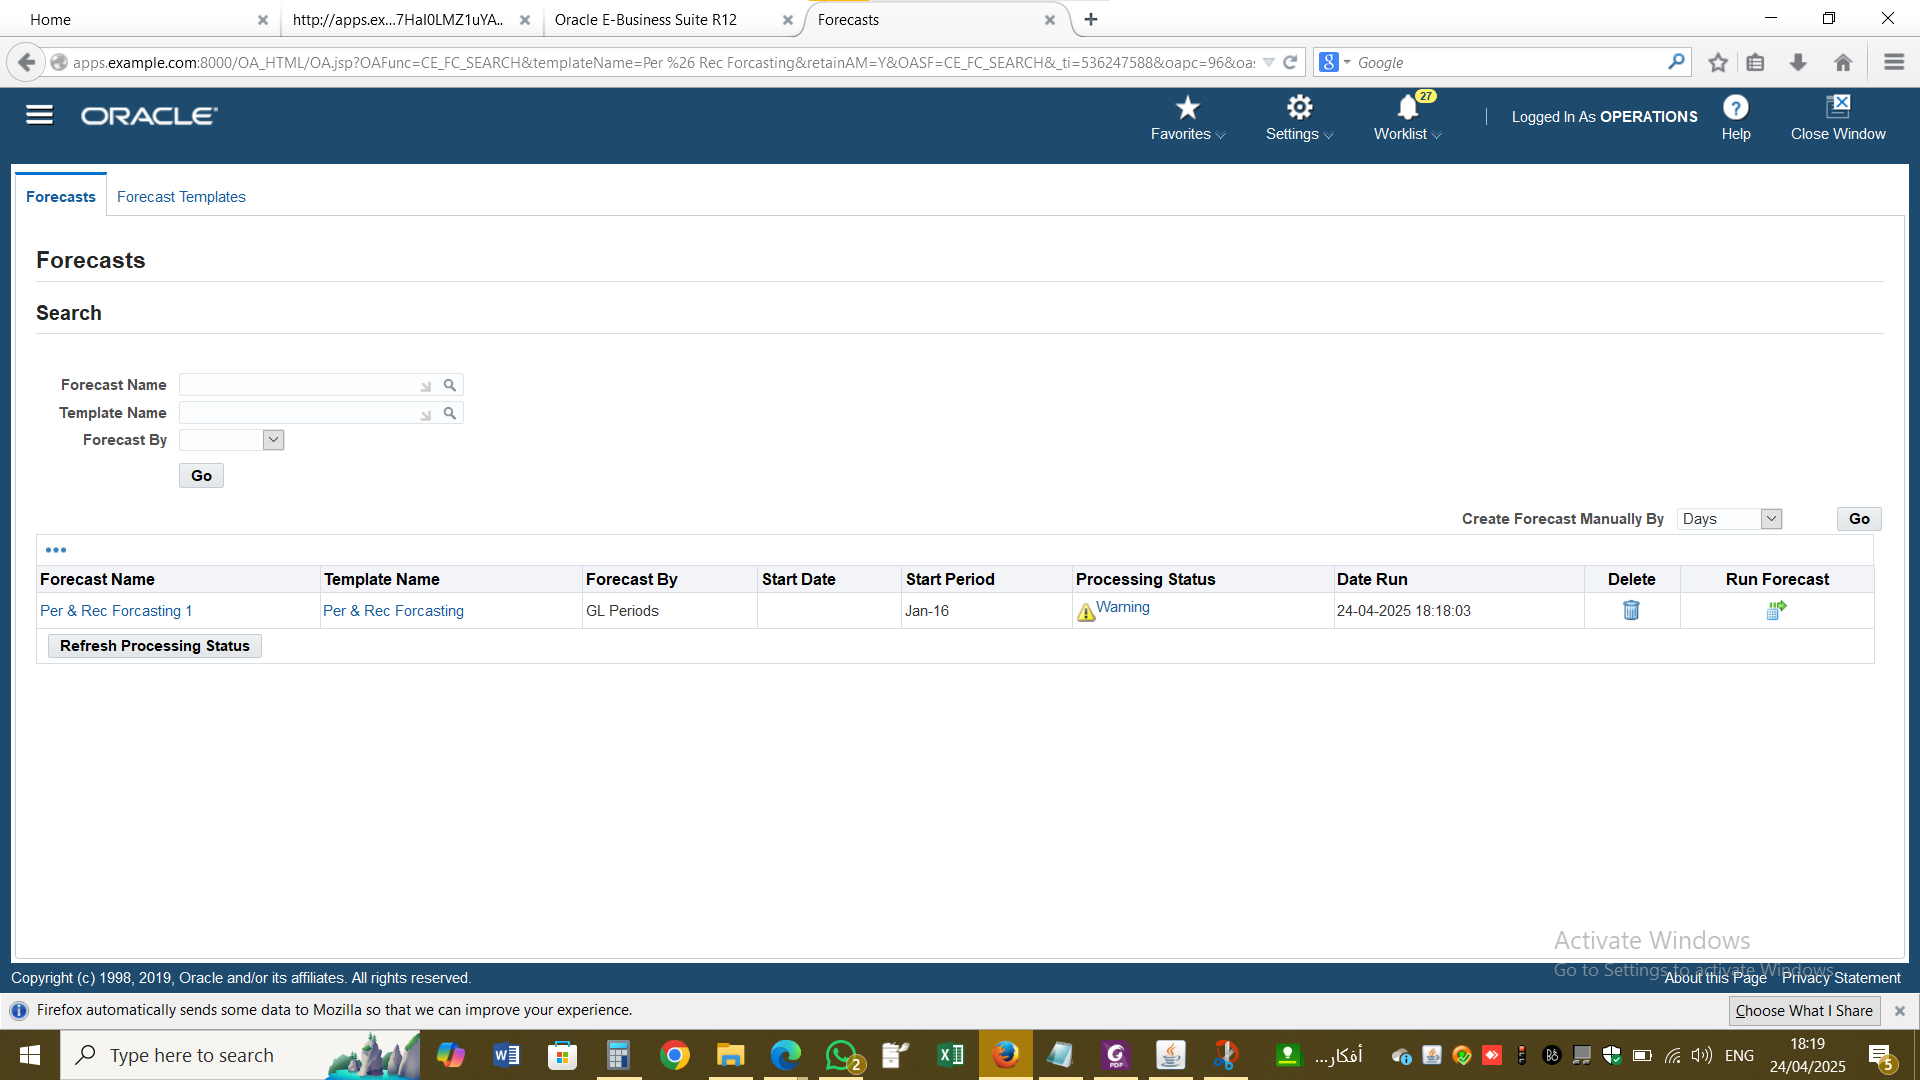 Home
http://apps.ex...7HaI0LMZ1uYA..
Oracle E-Business Suite R12
Forecasts
apps.example.com:8000/OA_HTML/OA.jsp?OAFunc=CE_FC_SEARCH&templateName=Per %26 Rec Forcasting&retainAM=Y&OASF=CE_FC_SEARCH&_ti=536247588&oapc=96&oa:
8 Google
ORACLE
Favorites
Settings
27
Worklist
Logged In As OPERATIONS
Help
Close Window
Forecasts
Forecast Templates
Forecasts
Search
Forecast Name
Template Name
Forecast By
Go
Create Forecast Manually By Days Go
Forecast Name Template Name Forecast By Start Date Start Period Processing Status Date Run Delete Run Forecast
Per & Rec Forcasting 1 Per & Rec Forcasting GL Periods Jan-16 Warning 24-04-2025 18:18:03
Refresh Processing Status
Activate Windows
Go to Settings to activate Windows.
Copyright (c) 1998, 2019, Oracle and/or its affiliates. All rights reserved.
About this Page Privacy Statement
Firefox automatically sends some data to Mozilla so that we can improve your experience.
Choose What I Share
Type here to search
2
PDF
أفكار...
ENG
18:19
24/04/2025
5